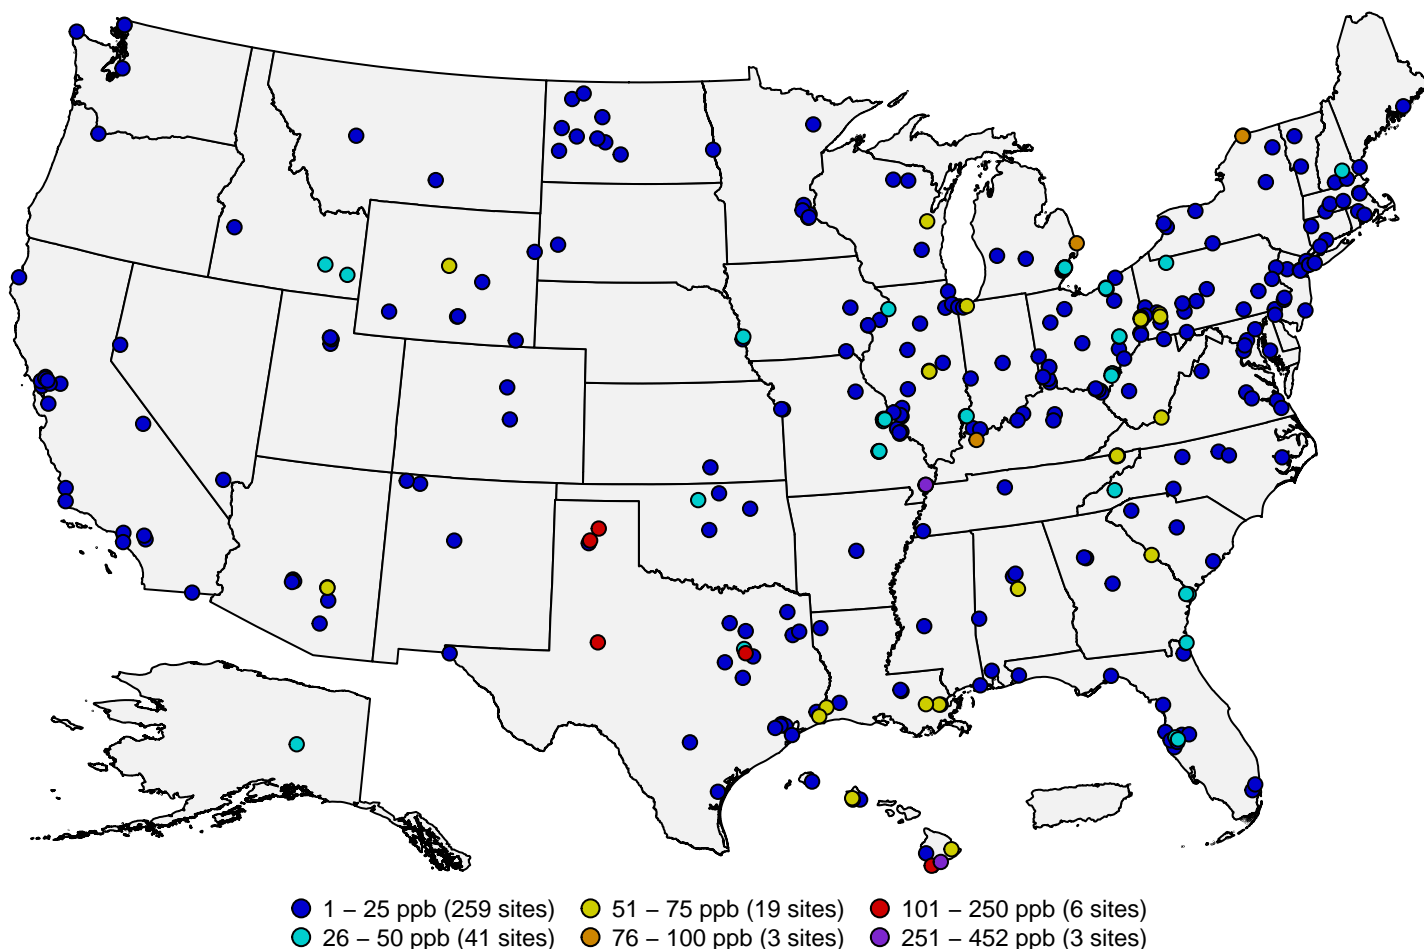 1 – 25 ppb (259 sites) 51 – 75 ppb (19 sites) 101 – 250 ppb (6 sites)
26 – 50 ppb (41 sites) 76 – 100 ppb (3 sites) 251 – 452 ppb (3 sites)